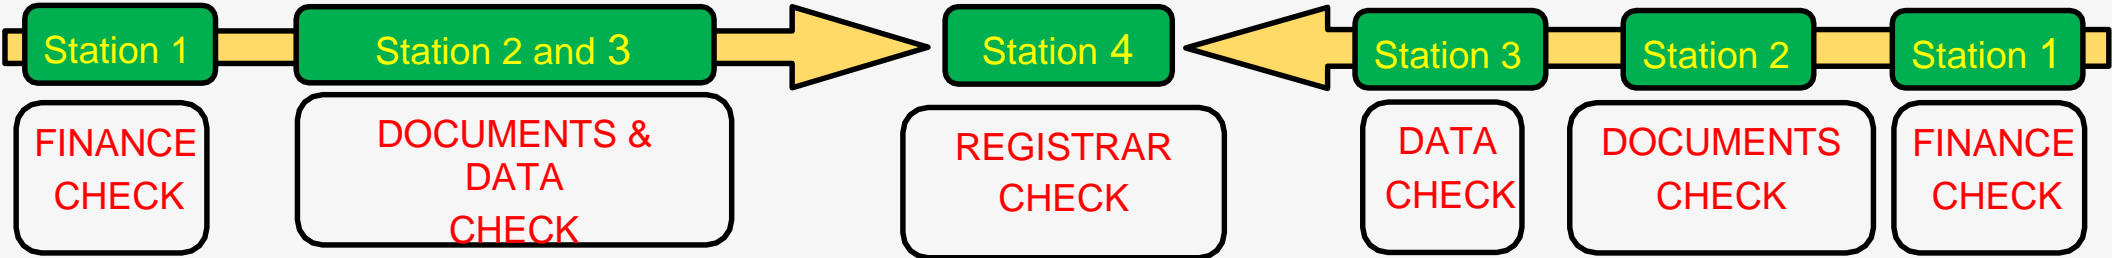 Station 1
Station 2 and 3
Station 4
Station 3
Station 2
Station 1
FINANCE
CHECK
DOCUMENTS &
DATA
CHECK
REGISTRAR
CHECK
DATA
CHECK
DOCUMENTS
CHECK
FINANCE
CHECK